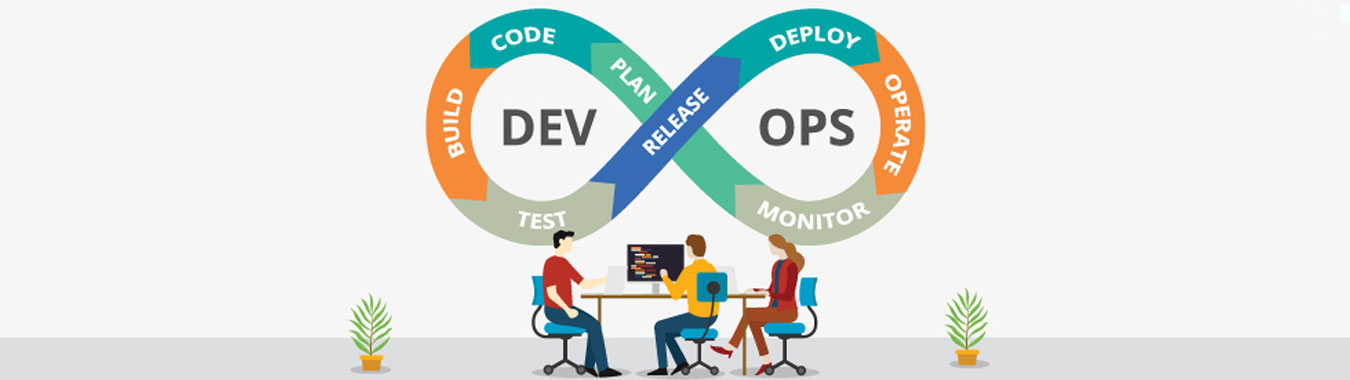 CODE
PLAN
DEPLOY
BUILD
DEV
RELEASE
OPS
OPERATE
TEST
MONITOR